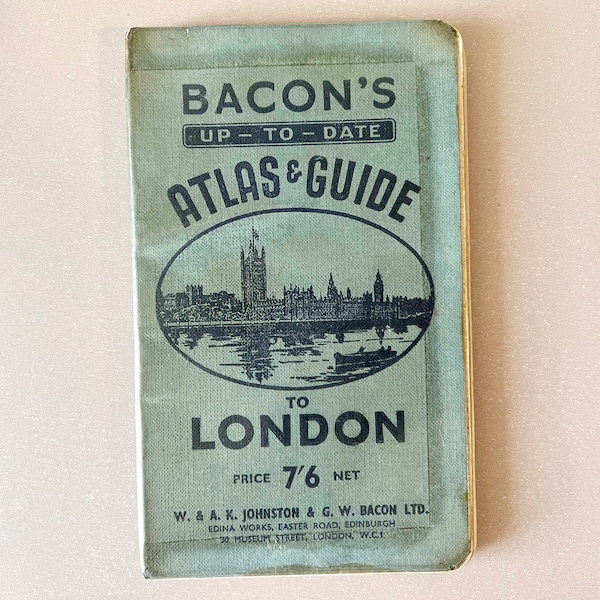 BACON'S
UP – TO – DATE
ATLAS & GUIDE
TO
LONDON
PRICE 7'6 NET
W. & A. K. JOHNSTON & G. W. BACON LTD.
EDINA WORKS, EASTER ROAD, EDINBURGH
30 MUSEUM STREET, LONDON, W.C.1